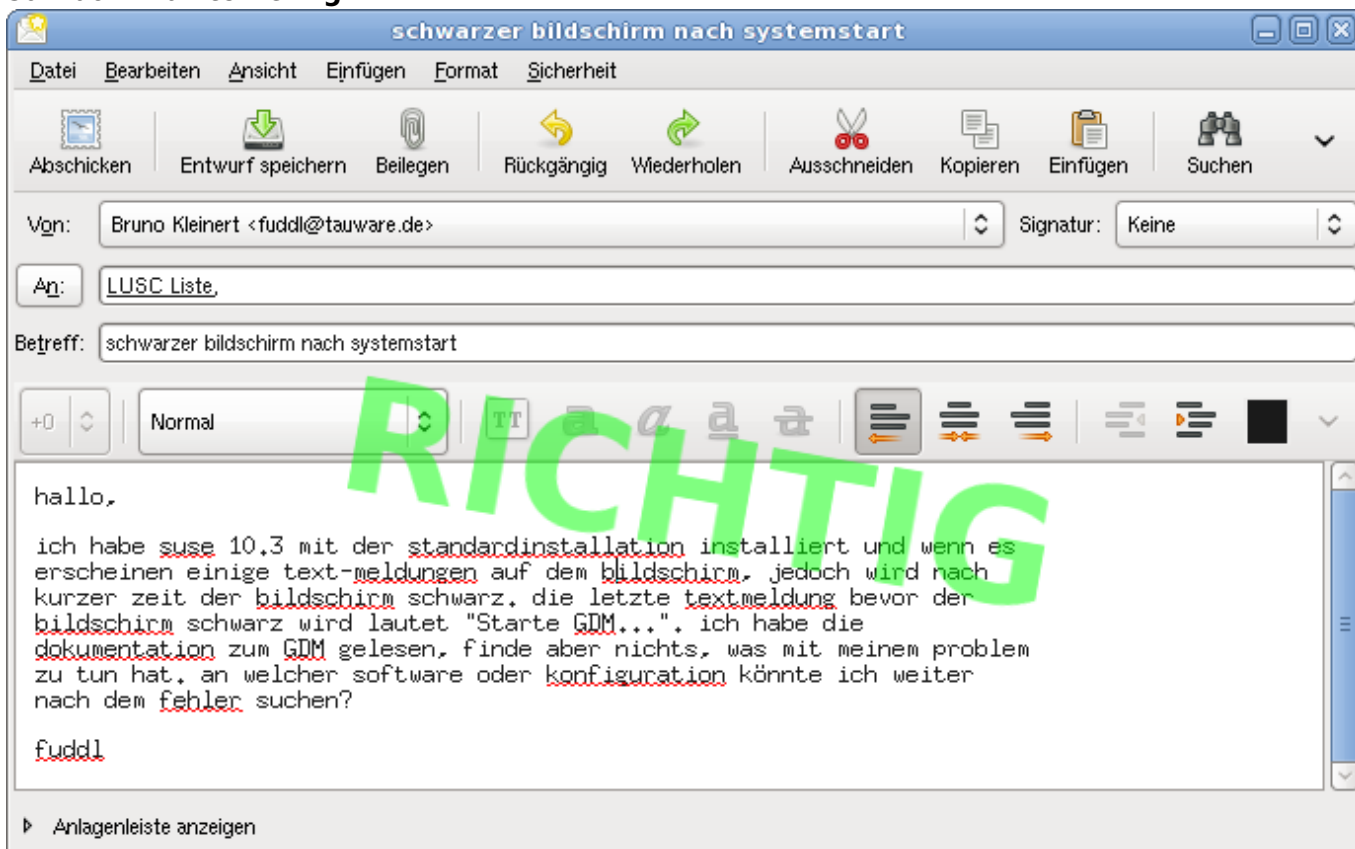 schwarzer bildschirm nach systemstart
Datei Bearbeiten Ansicht Einfügen Format Sicherheit
Abschicken Entwurf speichern Beilegen Rückgängig Wiederholen Ausschneiden Kopieren Einfügen Suchen
Von: Bruno Kleinert <fuddl@tauware.de> Signatur: Keine
An: LUSC Liste,
Betreff: schwarzer bildschirm nach systemstart
+0 Normal TT a a a a
RICHTIG
hallo,
ich habe suse 10.3 mit der standardinstallation installiert und wenn es
erscheinen einige text-meldungen auf dem bildschirm, jedoch wird nach
kurzer zeit der bildschirm schwarz. die letzte textmeldung bevor der
bildschirm schwarz wird lautet "Starte GDM...". ich habe die
dokumentation zum GDM gelesen, finde aber nichts, was mit meinem problem
zu tun hat. an welcher software oder konfiguration könnte ich weiter
nach dem fehler suchen?
fuddl
Anlagenleiste anzeigen